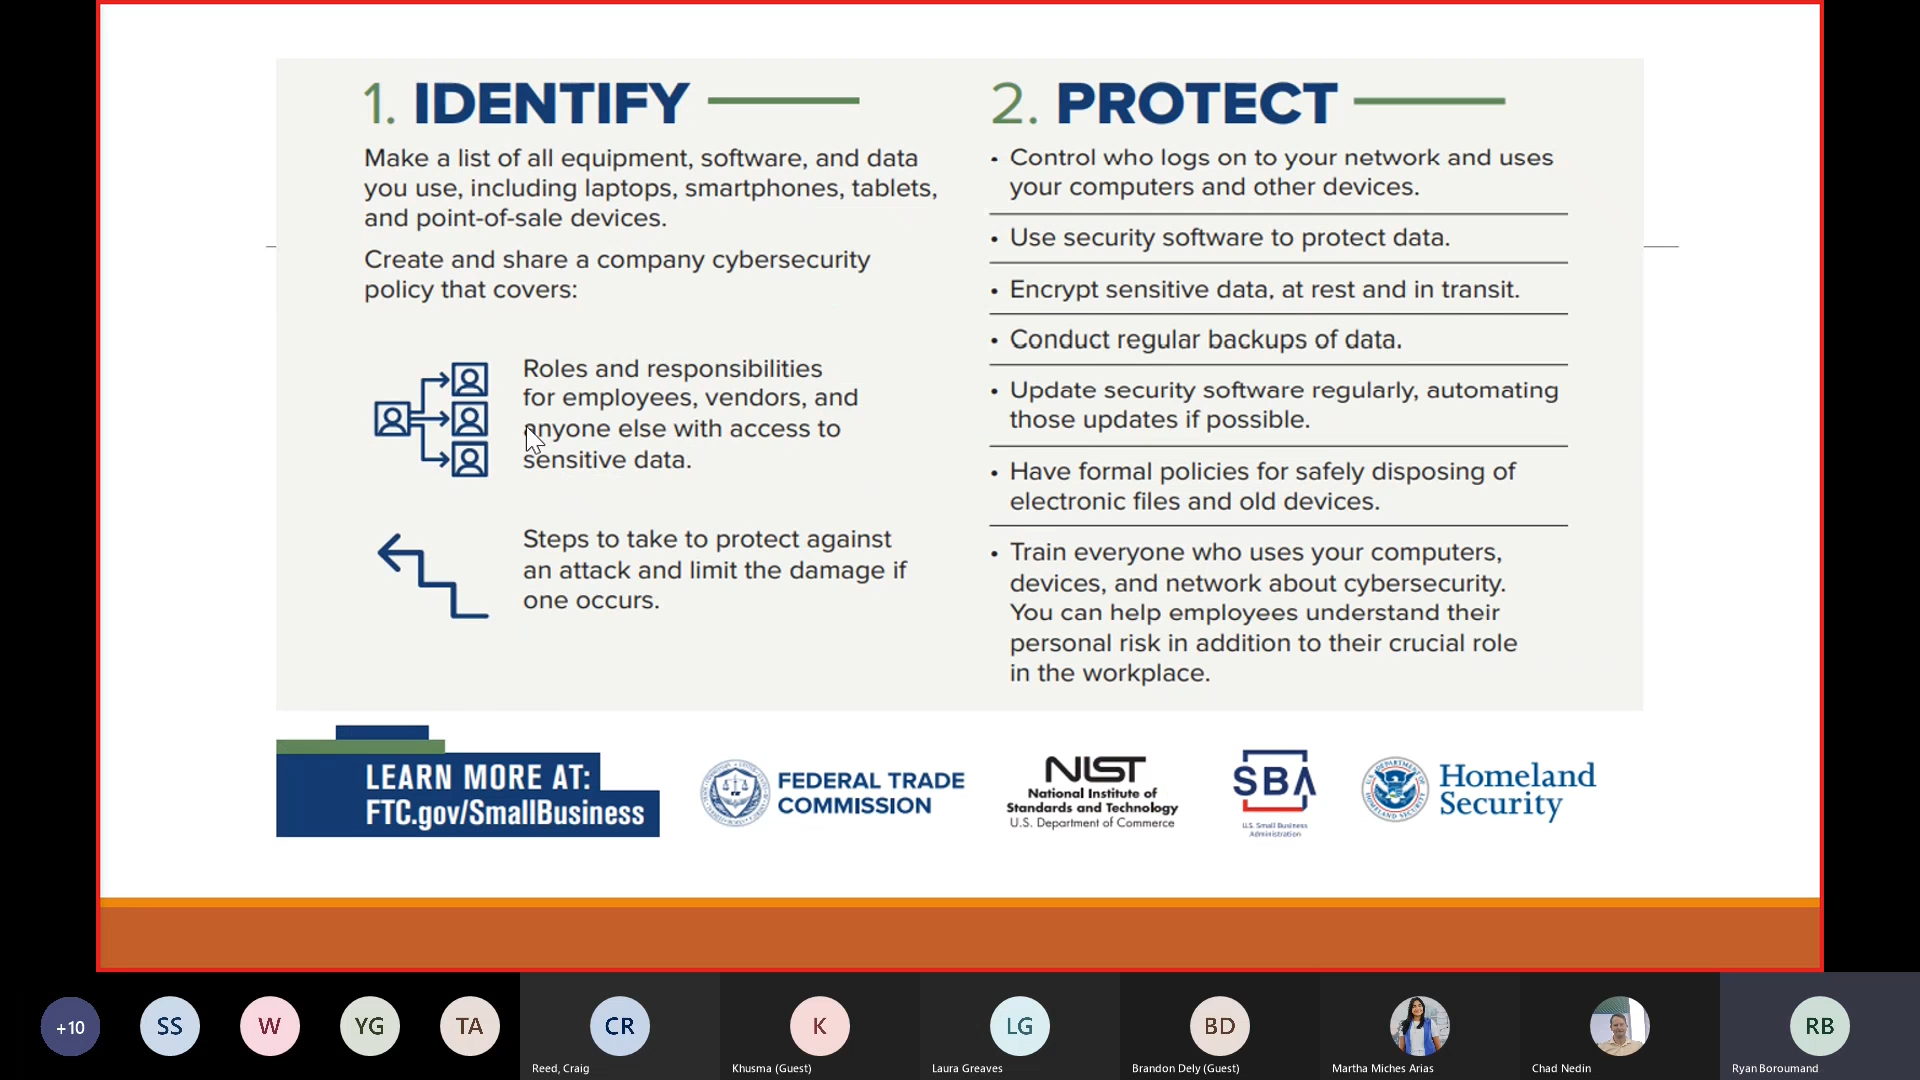 1. IDENTIFY
Make a list of all equipment, software, and data
you use, including laptops, smartphones, tablets,
and point-of-sale devices.
Create and share a company cybersecurity
policy that covers:
Roles and responsibilities
for employees, vendors, and
anyone else with access to
sensitive data.
Steps to take to protect against
an attack and limit the damage if
one occurs.
2. PROTECT
• Control who logs on to your network and uses
your computers and other devices.
• Use security software to protect data.
• Encrypt sensitive data, at rest and in transit.
• Conduct regular backups of data.
• Update security software regularly, automating
those updates if possible.
• Have formal policies for safely disposing of
electronic files and old devices.
• Train everyone who uses your computers,
devices, and network about cybersecurity.
You can help employees understand their
personal risk in addition to their crucial role
in the workplace.
LEARN MORE AT:
FTC.gov/SmallBusiness
FEDERAL TRADE
COMMISSION
NIST
National Institute of
Standards and Technology
U.S. Department of Commerce
SBA
U.S. Small Business
Administration
Homeland
Security
+10
SS
W
YG
TA
CR
Reed, Craig
K
Khusma (Guest)
LG
Laura Greaves
BD
Brandon Dely (Guest)
Martha Miches Arias
Chad Nedin
RB
Ryan Boroumand